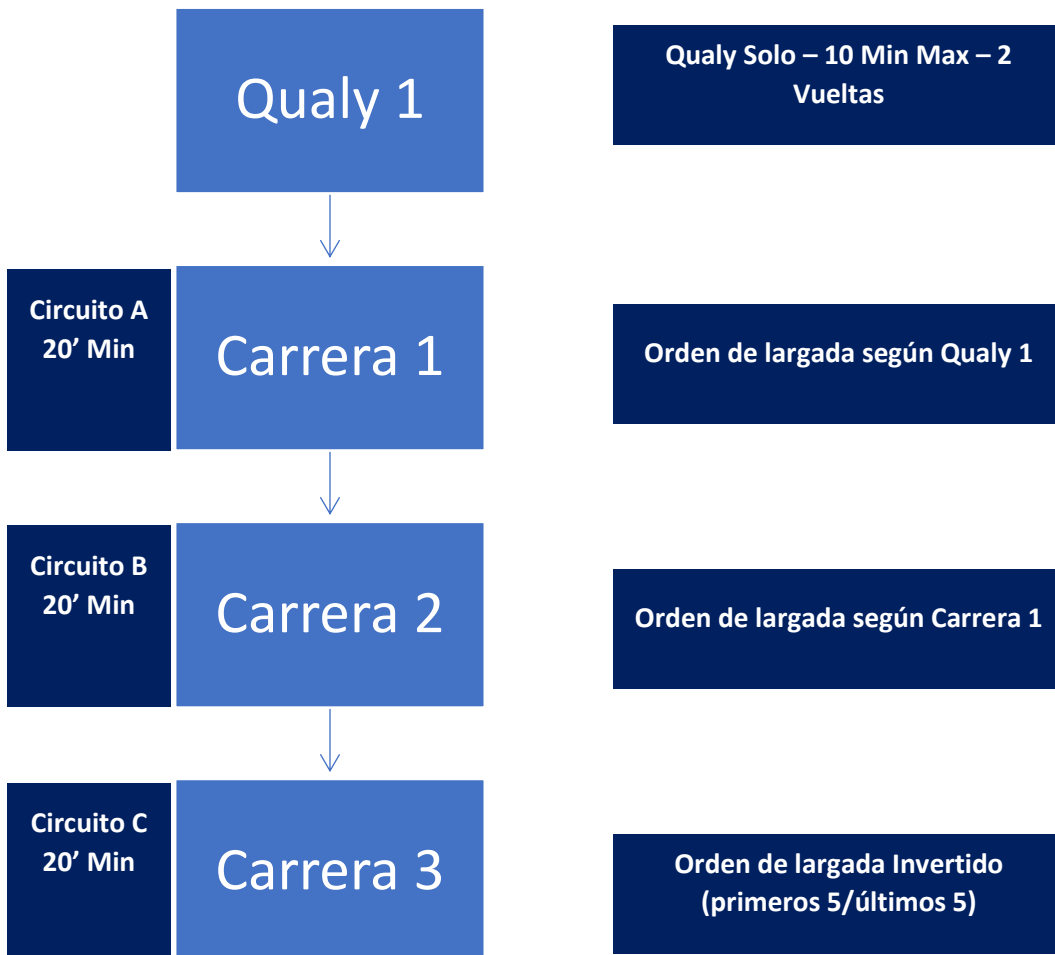 Qualy 1
Qualy Solo – 10 Min Max – 2
Vueltas
Circuito A
20’ Min
Carrera 1
Orden de largada según Qualy 1
Circuito B
20’ Min
Carrera 2
Orden de largada según Carrera 1
Circuito C
20’ Min
Carrera 3
Orden de largada Invertido
(primeros 5/últimos 5)